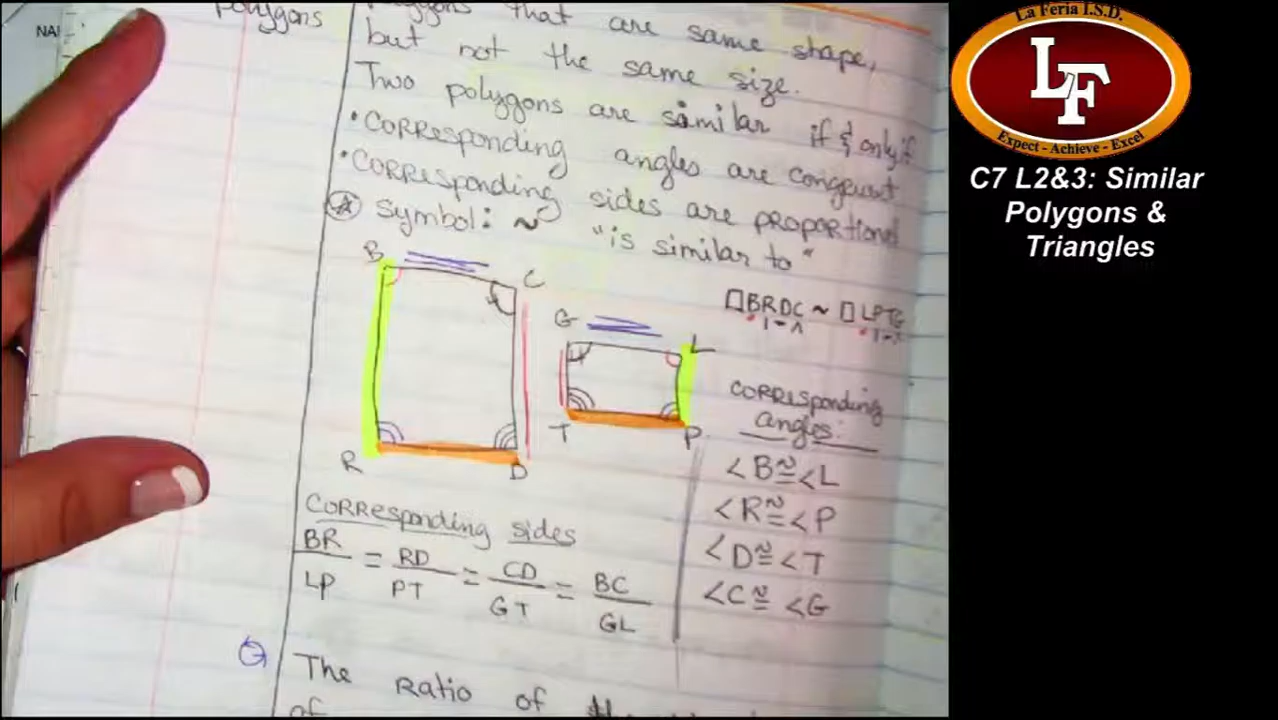 NA
Polygons
Polygons that are same shape,
but not the same size.
Two polygons are similar if & only if
• Corresponding angles are congruent
• Corresponding sides are proportional
Symbol: ~ "is similar to"
B
C
R
D
G
L
T
P
□BRDC ~ □LPTG
Corresponding
angles:
<B ≅ <L
<R ≅ <P
<D ≅ <T
<C ≅ <G
Corresponding sides
BR/LP = RD/PT = CD/GT = BC/GL
The ratio of
of
La Feria I.S.D.
LF
Expect - Achieve - Excel
C7 L2&3: Similar
Polygons &
Triangles